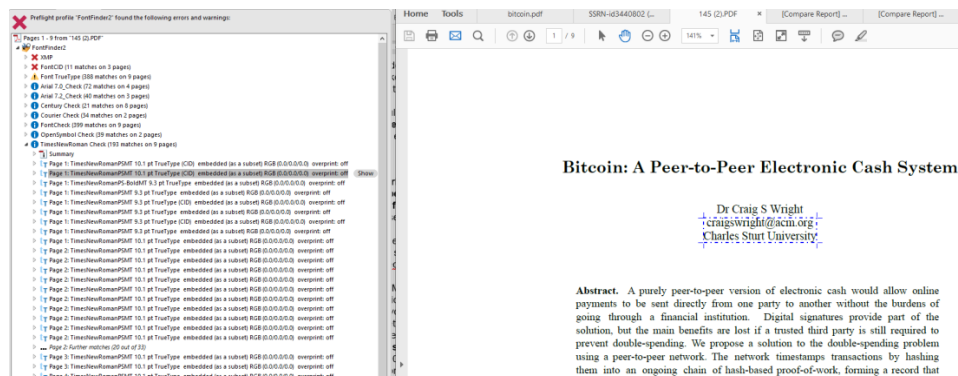 Preflight profile 'FontFinder2' found the following errors and warnings:
Pages 1 - 9 from '145 (2).PDF'
FontFinder2
XMP
FontCID (11 matches on 3 pages)
Font TrueType (388 matches on 9 pages)
Arial 7.0_Check (72 matches on 4 pages)
Arial 7.2_Check (40 matches on 3 pages)
Century Check (21 matches on 8 pages)
Courier Check (34 matches on 2 pages)
FontCheck (399 matches on 9 pages)
OpenSymbol Check (39 matches on 2 pages)
TimesNewRoman Check (193 matches on 9 pages)
Summary
Page 1: TimesNewRomanPSMT 10.1 pt TrueType (CID) embedded (as a subset) RGB (0.0/0.0/0.0) overprint: off
Page 1: TimesNewRomanPSMT 10.1 pt TrueType (CID) embedded (as a subset) RGB (0.0/0.0/0.0) overprint: off Show
Page 1: TimesNewRomanPS-BoldMT 9.3 pt TrueType embedded (as a subset) RGB (0.0/0.0/0.0) overprint: off
Page 1: TimesNewRomanPSMT 9.3 pt TrueType embedded (as a subset) RGB (0.0/0.0/0.0) overprint: off
Page 1: TimesNewRomanPSMT 9.3 pt TrueType (CID) embedded (as a subset) RGB (0.0/0.0/0.0) overprint: off
Page 1: TimesNewRomanPSMT 9.3 pt TrueType embedded (as a subset) RGB (0.0/0.0/0.0) overprint: off
Page 1: TimesNewRomanPSMT 9.3 pt TrueType (CID) embedded (as a subset) RGB (0.0/0.0/0.0) overprint: off
Page 1: TimesNewRomanPSMT 9.3 pt TrueType embedded (as a subset) RGB (0.0/0.0/0.0) overprint: off
Page 1: TimesNewRomanPSMT 10.1 pt TrueType embedded (as a subset) RGB (0.0/0.0/0.0) overprint: off
Page 2: TimesNewRomanPSMT 10.1 pt TrueType embedded (as a subset) RGB (0.0/0.0/0.0) overprint: off
Page 2: TimesNewRomanPSMT 10.1 pt TrueType embedded (as a subset) RGB (0.0/0.0/0.0) overprint: off
Page 2: TimesNewRomanPSMT 10.1 pt TrueType embedded (as a subset) RGB (0.0/0.0/0.0) overprint: off
Page 2: TimesNewRomanPSMT 10.1 pt TrueType embedded (as a subset) RGB (0.0/0.0/0.0) overprint: off
Page 2: TimesNewRomanPSMT 10.1 pt TrueType embedded (as a subset) RGB (0.0/0.0/0.0) overprint: off
Page 2: TimesNewRomanPSMT 10.1 pt TrueType embedded (as a subset) RGB (0.0/0.0/0.0) overprint: off
Page 2: TimesNewRomanPSMT 10.1 pt TrueType embedded (as a subset) RGB (0.0/0.0/0.0) overprint: off
Page 2: TimesNewRomanPSMT 10.1 pt TrueType embedded (as a subset) RGB (0.0/0.0/0.0) overprint: off
Page 2: TimesNewRomanPSMT 10.1 pt TrueType embedded (as a subset) RGB (0.0/0.0/0.0) overprint: off
... Page 2: Further matches (20 out of 33)
Page 3: TimesNewRomanPSMT 10.1 pt TrueType embedded (as a subset) RGB (0.0/0.0/0.0) overprint: off
Home Tools bitcoin.pdf SSRN-id3440802 (... 145 (2).PDF × [Compare Report] ... [Compare Report] ...
1 / 9 141%
Bitcoin: A Peer-to-Peer Electronic Cash System
Dr Craig S Wright
craigswright@acm.org
Charles Sturt University
Abstract. A purely peer-to-peer version of electronic cash would allow online
payments to be sent directly from one party to another without the burdens of
going through a financial institution. Digital signatures provide part of the
solution, but the main benefits are lost if a trusted third party is still required to
prevent double-spending. We propose a solution to the double-spending problem
using a peer-to-peer network. The network timestamps transactions by hashing
them into an ongoing chain of hash-based proof-of-work, forming a record that